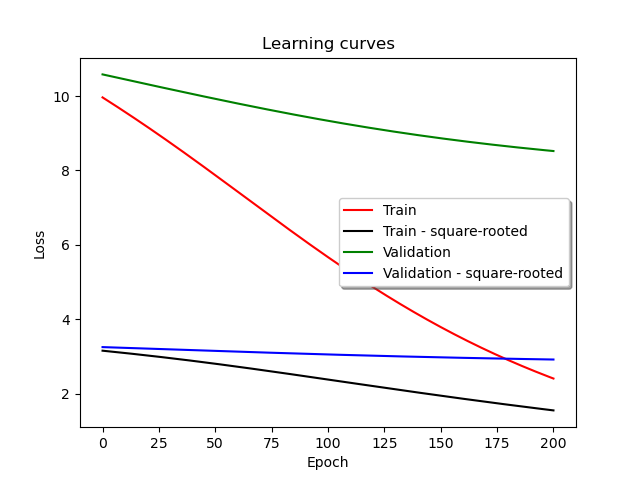 Learning curves
Loss
10
8
6
4
2
Train
Train - square-rooted
Validation
Validation - square-rooted
0 25 50 75 100 125 150 175 200
Epoch